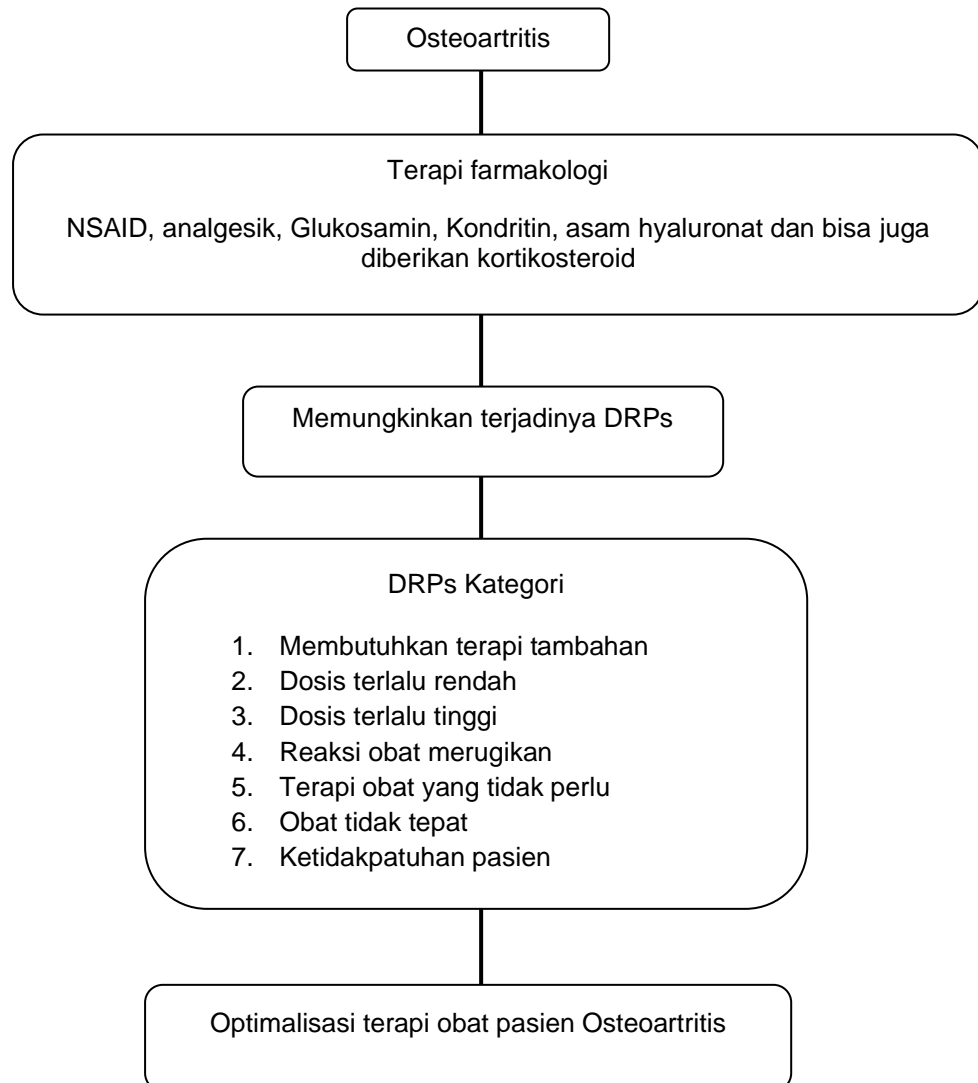 Osteoartritis
Terapi farmakologi
NSAID, analgesik, Glukosamin, Kondritin, asam hyaluronat dan bisa juga
diberikan kortikosteroid
Memungkinkan terjadinya DRPs
DRPs Kategori
1. Membutuhkan terapi tambahan
2. Dosis terlalu rendah
3. Dosis terlalu tinggi
4. Reaksi obat merugikan
5. Terapi obat yang tidak perlu
6. Obat tidak tepat
7. Ketidakpatuhan pasien
Optimalisasi terapi obat pasien Osteoartritis